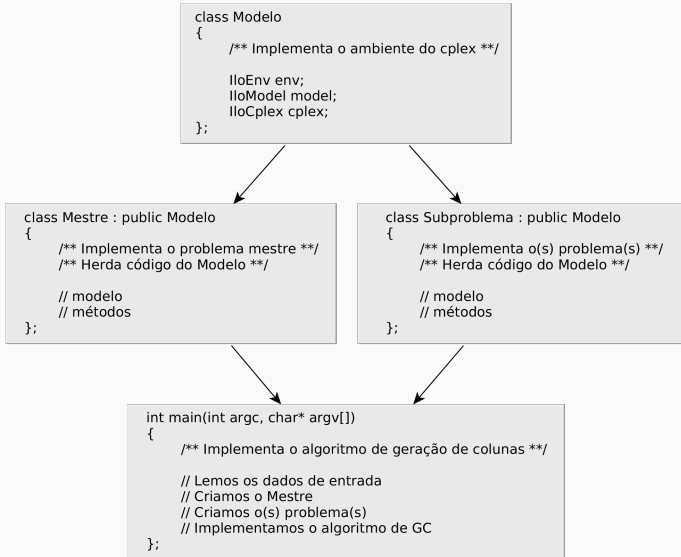 class Modelo
{
/** Implementa o ambiente do cplex **/
IloEnv env;
IloModel model;
IloCplex cplex;
};
class Mestre : public Modelo
{
/** Implementa o problema mestre **/
/** Herda código do Modelo **/
// modelo
// métodos
};
class Subproblema : public Modelo
{
/** Implementa o(s) problema(s) **/
/** Herda código do Modelo **/
// modelo
// métodos
};
int main(int argc, char* argv[])
{
/** Implementa o algoritmo de geração de colunas **/
// Lemos os dados de entrada
// Criamos o Mestre
// Criamos o(s) problema(s)
// Implementamos o algoritmo de GC
};